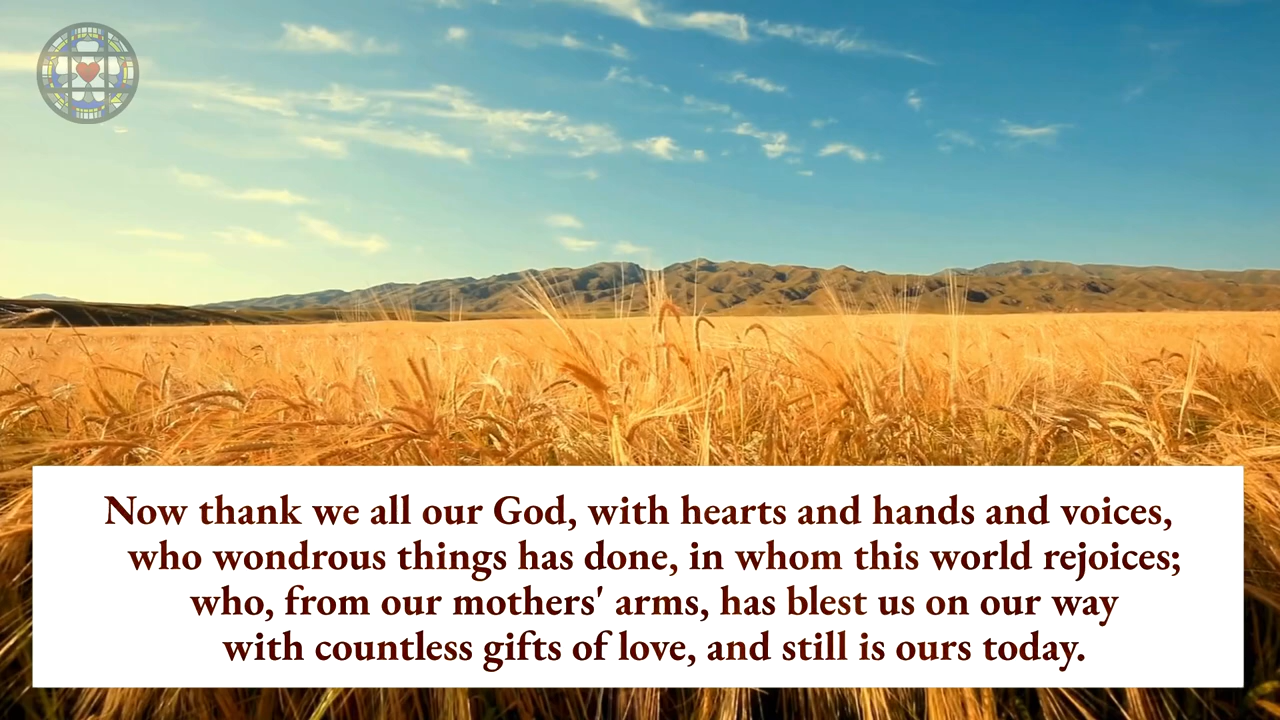 Now thank we all our God, with hearts and hands and voices,
who wondrous things has done, in whom this world rejoices;
who, from our mothers' arms, has blest us on our way
with countless gifts of love, and still is ours today.